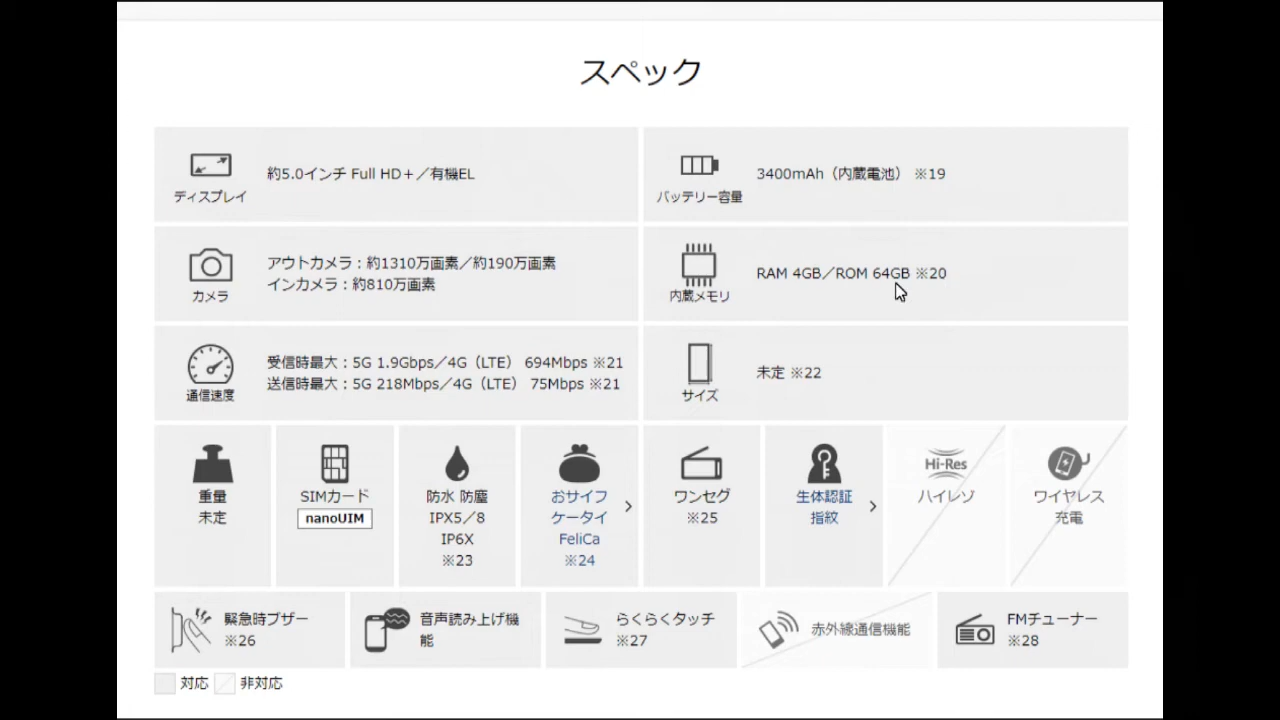 スペック
ディスプレイ
約5.0インチ Full HD＋／有機EL
バッテリー容量
3400mAh（内蔵電池） ※19
カメラ
アウトカメラ：約1310万画素／約190万画素
インカメラ：約810万画素
内蔵メモリ
RAM 4GB／ROM 64GB ※20
通信速度
受信時最大：5G 1.9Gbps／4G（LTE） 694Mbps ※21
送信時最大：5G 218Mbps／4G（LTE） 75Mbps ※21
サイズ
未定 ※22
重量
未定
SIMカード
nanoUIM
防水 防塵
IPX5／8
IP6X
※23
おサイフ
ケータイ
FeliCa
※24
ワンセグ
※25
生体認証
指紋
Hi-Res
ハイレゾ
ワイヤレス
充電
緊急時ブザー
※26
音声読み上げ機
能
らくらくタッチ
※27
赤外線通信機能
FMチューナー
※28
対応
非対応